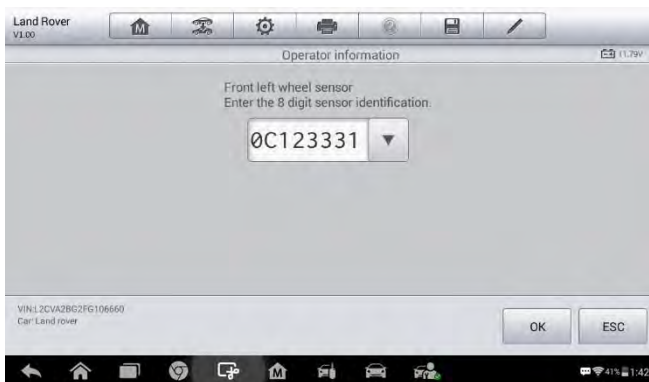 Land Rover
V1.00
M
Operator information
11.79V
Front left wheel sensor
Enter the 8 digit sensor identification.
0C123331
VIN:L2CVA2BG2FG106660
Car: Land rover
OK
ESC
M
41%
1:42